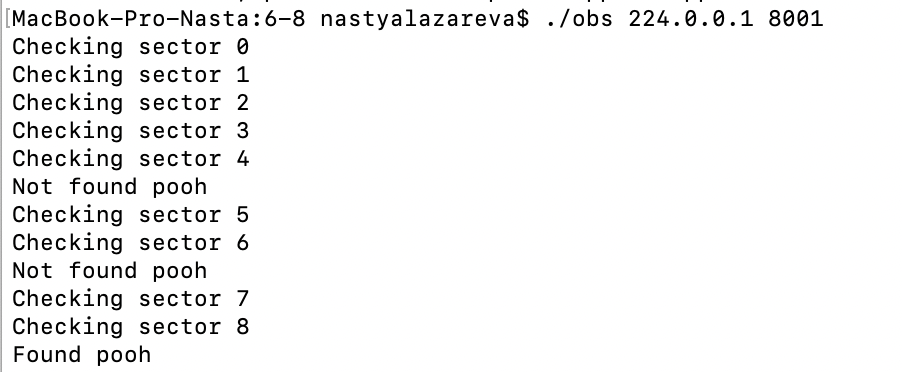 [MacBook-Pro-Nasta:6-8 nastyalazareva$ ./obs 224.0.0.1 8001
Checking sector 0
Checking sector 1
Checking sector 2
Checking sector 3
Checking sector 4
Not found pooh
Checking sector 5
Checking sector 6
Not found pooh
Checking sector 7
Checking sector 8
Found pooh